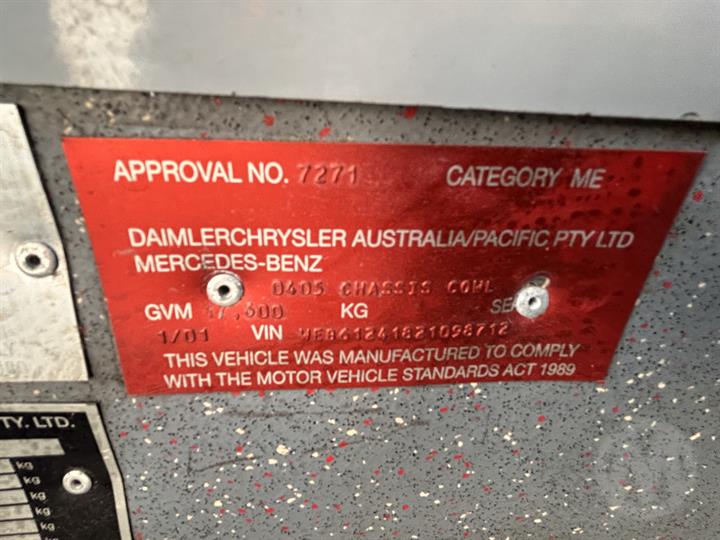 APPROVAL NO. 7271 CATEGORY ME
DAIMLERCHRYSLER AUSTRALIA/PACIFIC PTY LTD
MERCEDES-BENZ
0405 CHASSIS COWL
GVM KG
1/01 VIN WEB61241821098712
THIS VEHICLE WAS MANUFACTURED TO COMPLY
WITH THE MOTOR VEHICLE STANDARDS ACT 1989
TY. LTD.
kg
kg
kg
kg
kg